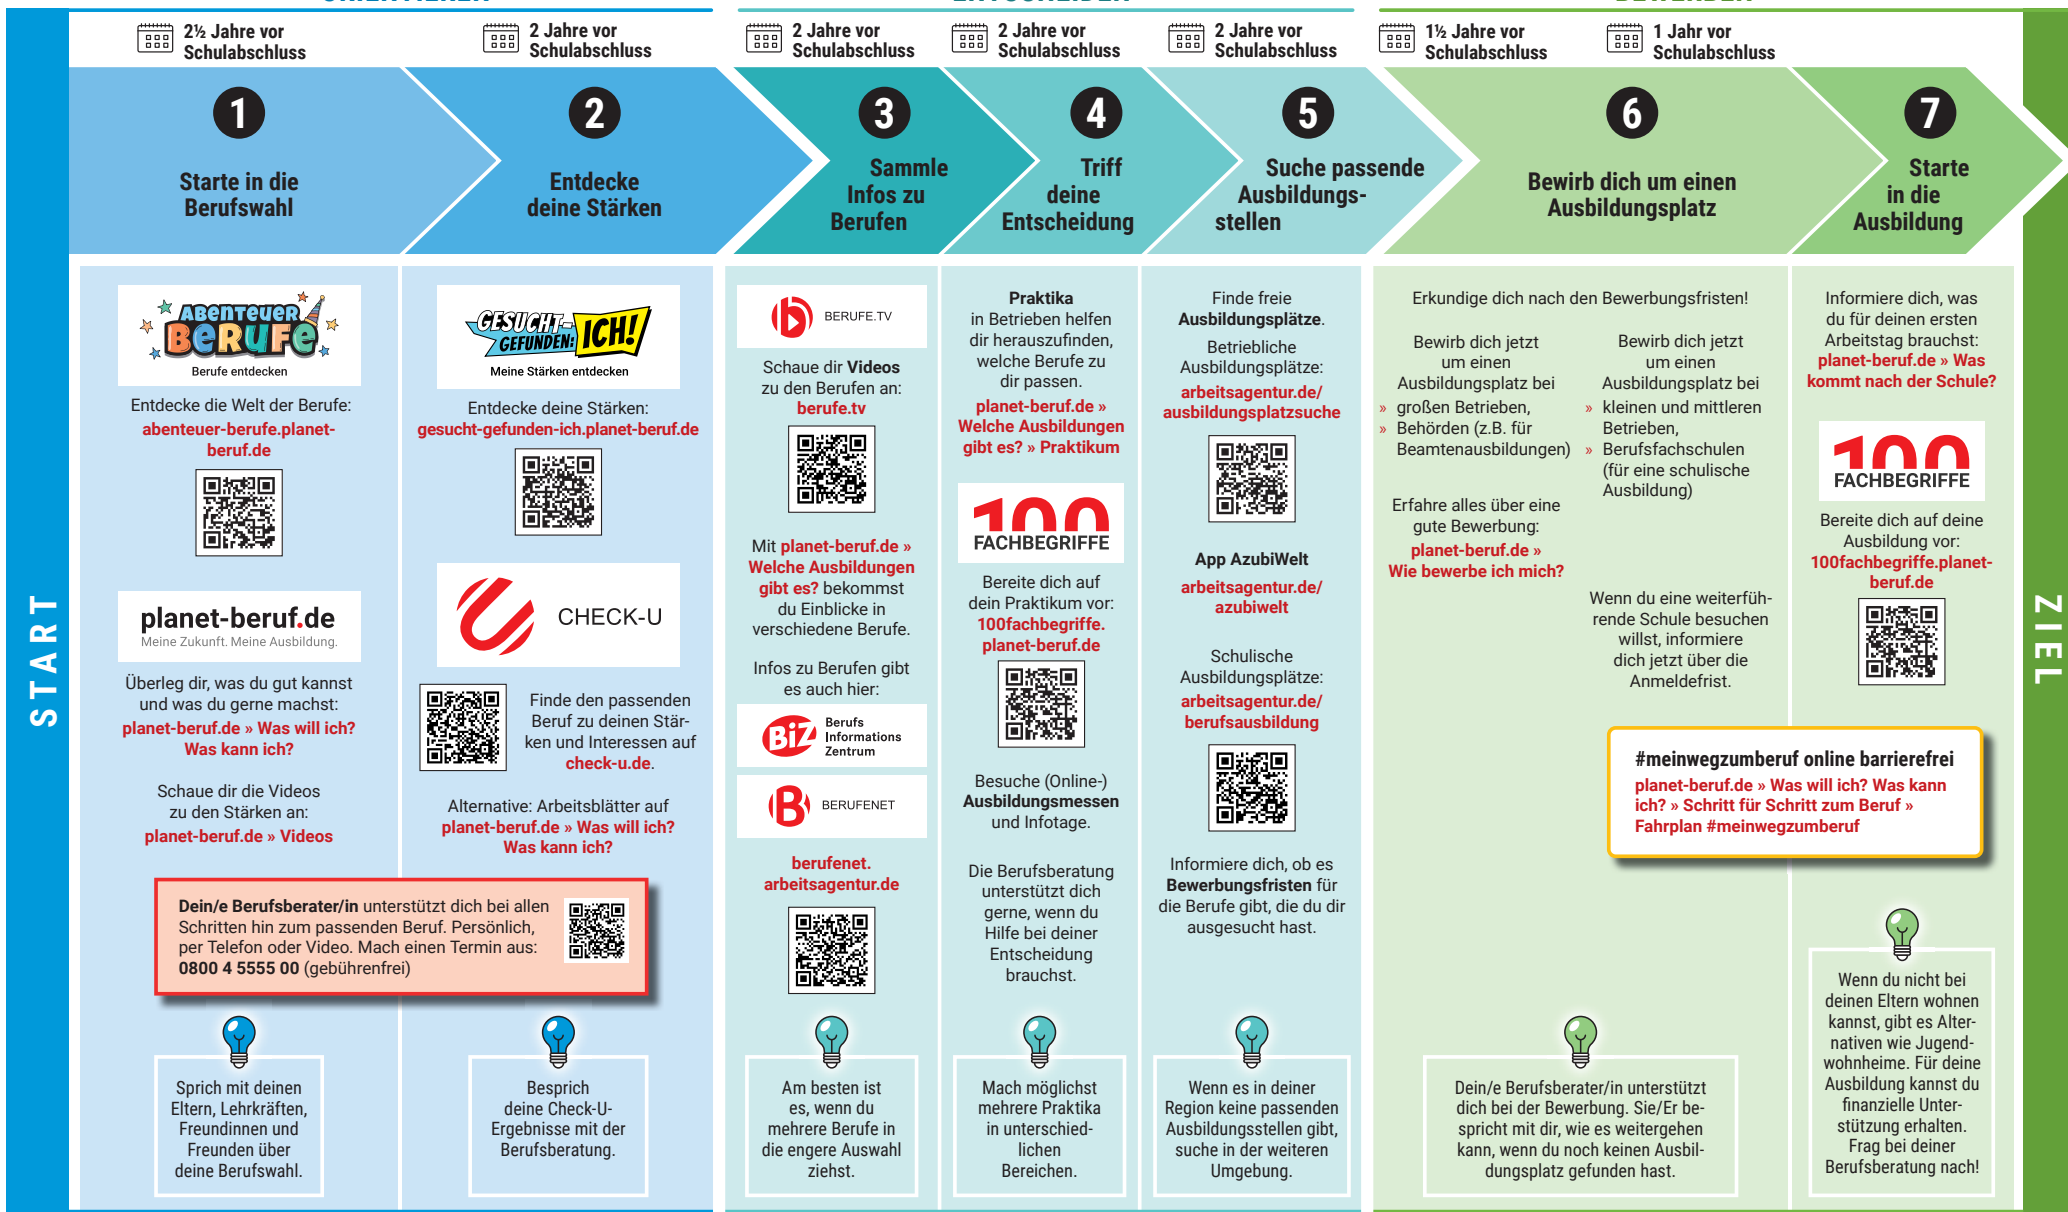 ORIENTIEREN
ENTSCHEIDEN
BEWERBEN
2½ Jahre vor
Schulabschluss
2 Jahre vor
Schulabschluss
2 Jahre vor
Schulabschluss
2 Jahre vor
Schulabschluss
2 Jahre vor
Schulabschluss
1½ Jahre vor
Schulabschluss
1 Jahr vor
Schulabschluss
START
1
Starte in die
Berufswahl
2
Entdecke
deine Stärken
3
Sammle
Infos zu
Berufen
4
Triff
deine
Entscheidung
5
Suche passende
Ausbildungs-
stellen
6
Bewirb dich um einen
Ausbildungsplatz
7
Starte
in die
Ausbildung
ZIEL
ABENTEUER
BERUFE
Berufe entdecken
Entdecke die Welt der Berufe:
abenteuer-berufe.planet-
beruf.de
planet-beruf.de
Meine Zukunft. Meine Ausbildung.
Überleg dir, was du gut kannst
und was du gerne machst:
planet-beruf.de » Was will ich?
Was kann ich?
Schaue dir die Videos
zu den Stärken an:
planet-beruf.de » Videos
GESUCHT-
GEFUNDEN: ICH!
Meine Stärken entdecken
Entdecke deine Stärken:
gesucht-gefunden-ich.planet-beruf.de
CHECK-U
Finde den passenden
Beruf zu deinen Stär-
ken und Interessen auf
check-u.de.
Alternative: Arbeitsblätter auf
planet-beruf.de » Was will ich?
Was kann ich?
Dein/e Berufsberater/in unterstützt dich bei allen
Schritten hin zum passenden Beruf. Persönlich,
per Telefon oder Video. Mach einen Termin aus:
0800 4 5555 00 (gebührenfrei)
Sprich mit deinen
Eltern, Lehrkräften,
Freundinnen und
Freunden über
deine Berufswahl.
Besprich
deine Check-U-
Ergebnisse mit der
Berufsberatung.
BERUFE.TV
Schaue dir Videos
zu den Berufen an:
berufe.tv
Mit planet-beruf.de »
Welche Ausbildungen
gibt es? bekommst
du Einblicke in
verschiedene Berufe.
Infos zu Berufen gibt
es auch hier:
BiZ
Berufs
Informations
Zentrum
B
BERUFENET
berufenet.
arbeitsagentur.de
Am besten ist
es, wenn du
mehrere Berufe in
die engere Auswahl
ziehst.
Praktika
in Betrieben helfen
dir herauszufinden,
welche Berufe zu
dir passen.
planet-beruf.de »
Welche Ausbildungen
gibt es? » Praktikum
100
FACHBEGRIFFE
Bereite dich auf
dein Praktikum vor:
100fachbegriffe.
planet-beruf.de
Besuche (Online-)
Ausbildungsmessen
und Infotage.
Die Berufsberatung
unterstützt dich
gerne, wenn du
Hilfe bei deiner
Entscheidung
brauchst.
Mach möglichst
mehrere Praktika
in unterschied-
lichen
Bereichen.
Finde freie
Ausbildungsplätze.
Betriebliche
Ausbildungsplätze:
arbeitsagentur.de/
ausbildungsplatzsuche
App AzubiWelt
arbeitsagentur.de/
azubiwelt
Schulische
Ausbildungsplätze:
arbeitsagentur.de/
berufsausbildung
Informiere dich, ob es
Bewerbungsfristen für
die Berufe gibt, die du dir
ausgesucht hast.
Wenn es in deiner
Region keine passenden
Ausbildungsstellen gibt,
suche in der weiteren
Umgebung.
Erkundige dich nach den Bewerbungsfristen!
Bewirb dich jetzt
um einen
Ausbildungsplatz bei
» großen Betrieben,
» Behörden (z.B. für
Beamtenausbildungen)
Erfahre alles über eine
gute Bewerbung:
planet-beruf.de »
Wie bewerbe ich mich?
Bewirb dich jetzt
um einen
Ausbildungsplatz bei
» kleinen und mittleren
Betrieben,
» Berufsfachschulen
(für eine schulische
Ausbildung)
Wenn du eine weiterfüh-
rende Schule besuchen
willst, informiere
dich jetzt über die
Anmeldefrist.
Dein/e Berufsberater/in unterstützt
dich bei der Bewerbung. Sie/Er be-
spricht mit dir, wie es weitergehen
kann, wenn du noch keinen Ausbil-
dungsplatz gefunden hast.
Informiere dich, was
du für deinen ersten
Arbeitstag brauchst:
planet-beruf.de » Was
kommt nach der Schule?
100
FACHBEGRIFFE
Bereite dich auf deine
Ausbildung vor:
100fachbegriffe.planet-
beruf.de
#meinwegzumberuf online barrierefrei
planet-beruf.de » Was will ich? Was kann
ich? » Schritt für Schritt zum Beruf »
Fahrplan #meinwegzumberuf
Wenn du nicht bei
deinen Eltern wohnen
kannst, gibt es Alter-
nativen wie Jugend-
wohnheime. Für deine
Ausbildung kannst du
finanzielle Unter-
stützung erhalten.
Frag bei deiner
Berufsberatung nach!